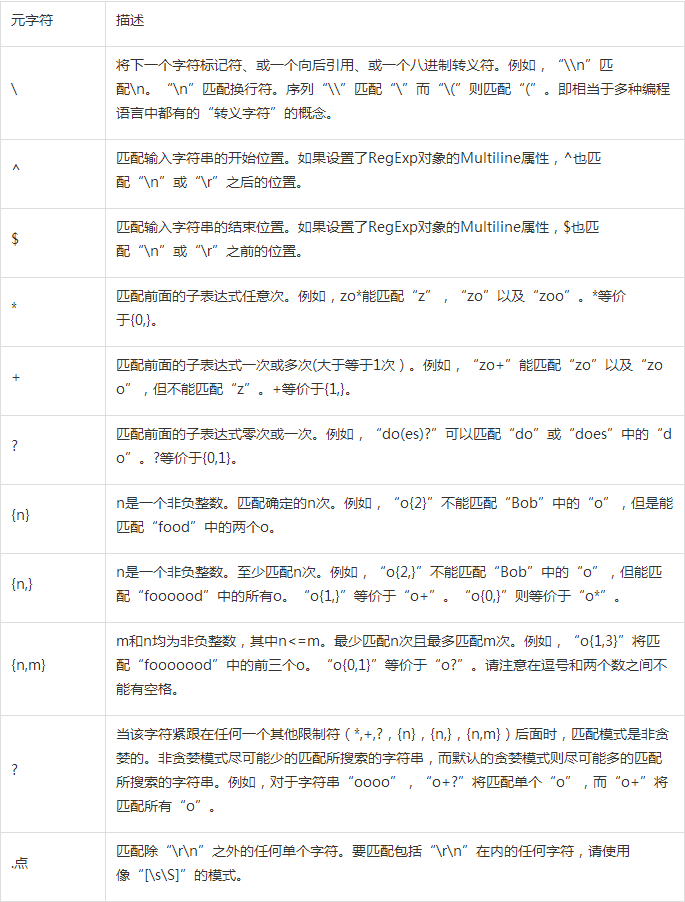 元字符 描述
\ 将下一个字符标记符、或一个向后引用、或一个八进制转义符。例如，“\\n”匹
配\n。“\n”匹配换行符。序列“\\”匹配“\”而“\(”则匹配“(”。即相当于多种编程
语言中都有的“转义字符”的概念。
^ 匹配输入字符串的开始位置。如果设置了RegExp对象的Multiline属性，^也匹
配“\n”或“\r”之后的位置。
$ 匹配输入字符串的结束位置。如果设置了RegExp对象的Multiline属性，$也匹
配“\n”或“\r”之前的位置。
* 匹配前面的子表达式任意次。例如，zo*能匹配“z”，“zo”以及“zoo”。*等价
于{0,}。
+ 匹配前面的子表达式一次或多次(大于等于1次）。例如，“zo+”能匹配“zo”以及“zo
o”，但不能匹配“z”。+等价于{1,}。
? 匹配前面的子表达式零次或一次。例如，“do(es)?”可以匹配“do”或“does”中的“d
o”。?等价于{0,1}。
{n} n是一个非负整数。匹配确定的n次。例如，“o{2}”不能匹配“Bob”中的“o”，但是能
匹配“food”中的两个o。
{n,} n是一个非负整数。至少匹配n次。例如，“o{2,}”不能匹配“Bob”中的“o”，但能匹
配“foooood”中的所有o。“o{1,}”等价于“o+”。“o{0,}”则等价于“o*”。
{n,m} m和n均为非负整数，其中n<=m。最少匹配n次且最多匹配m次。例如，“o{1,3}”将匹
配“fooooood”中的前三个o。“o{0,1}”等价于“o?”。请注意在逗号和两个数之间不
能有空格。
? 当该字符紧跟在任何一个其他限制符（*,+,?，{n}，{n,}，{n,m}）后面时，匹配模式是非贪
婪的。非贪婪模式尽可能少的匹配所搜索的字符串，而默认的贪婪模式则尽可能多的匹配
所搜索的字符串。例如，对于字符串“oooo”，“o+?”将匹配单个“o”，而“o+”将
匹配所有“o”。
.点 匹配除“\r\n”之外的任何单个字符。要匹配包括“\r\n”在内的任何字符，请使用
像“[\s\S]”的模式。